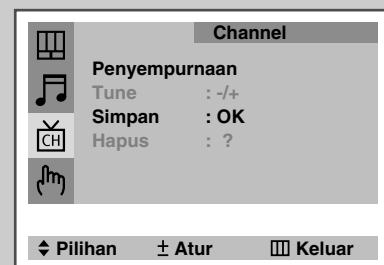 Channel
Penyempurnaan
Tune : -/+
Simpan : OK
Hapus : ?
CH
Pilihan ± Atur Keluar